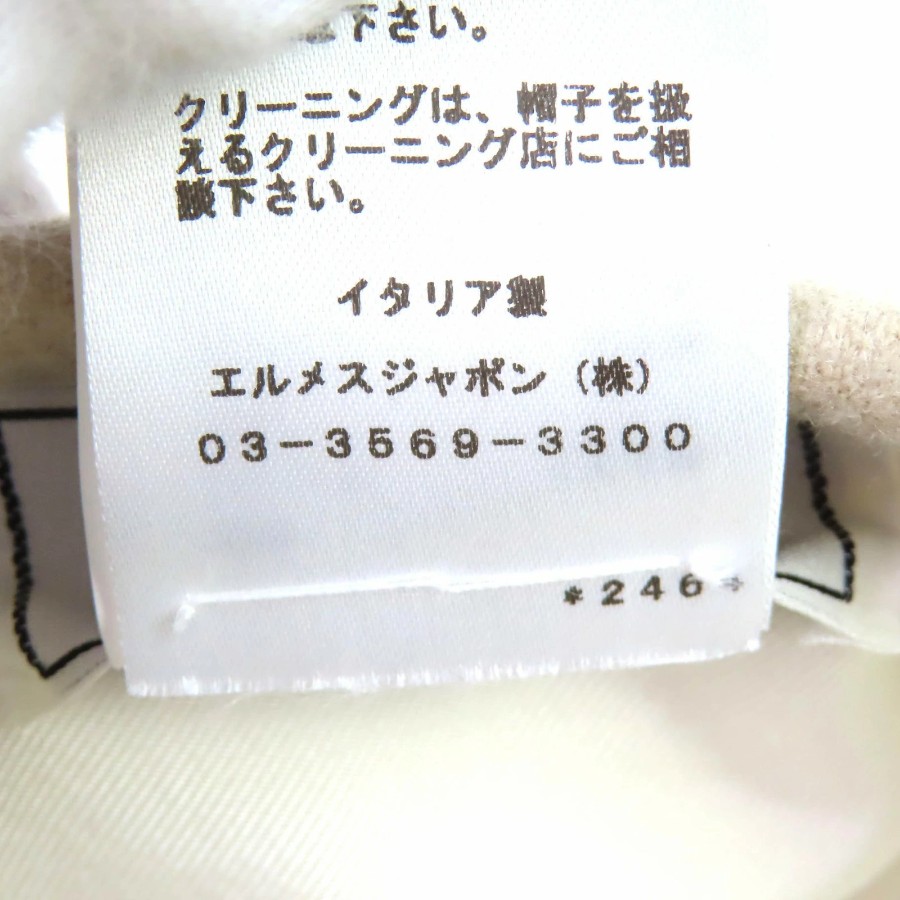 下さい。
クリーニングは、帽子を扱
えるクリーニング店にご相
談下さい。
イタリア製
エルメスジャポン（株）
03-3569-3300
*246*